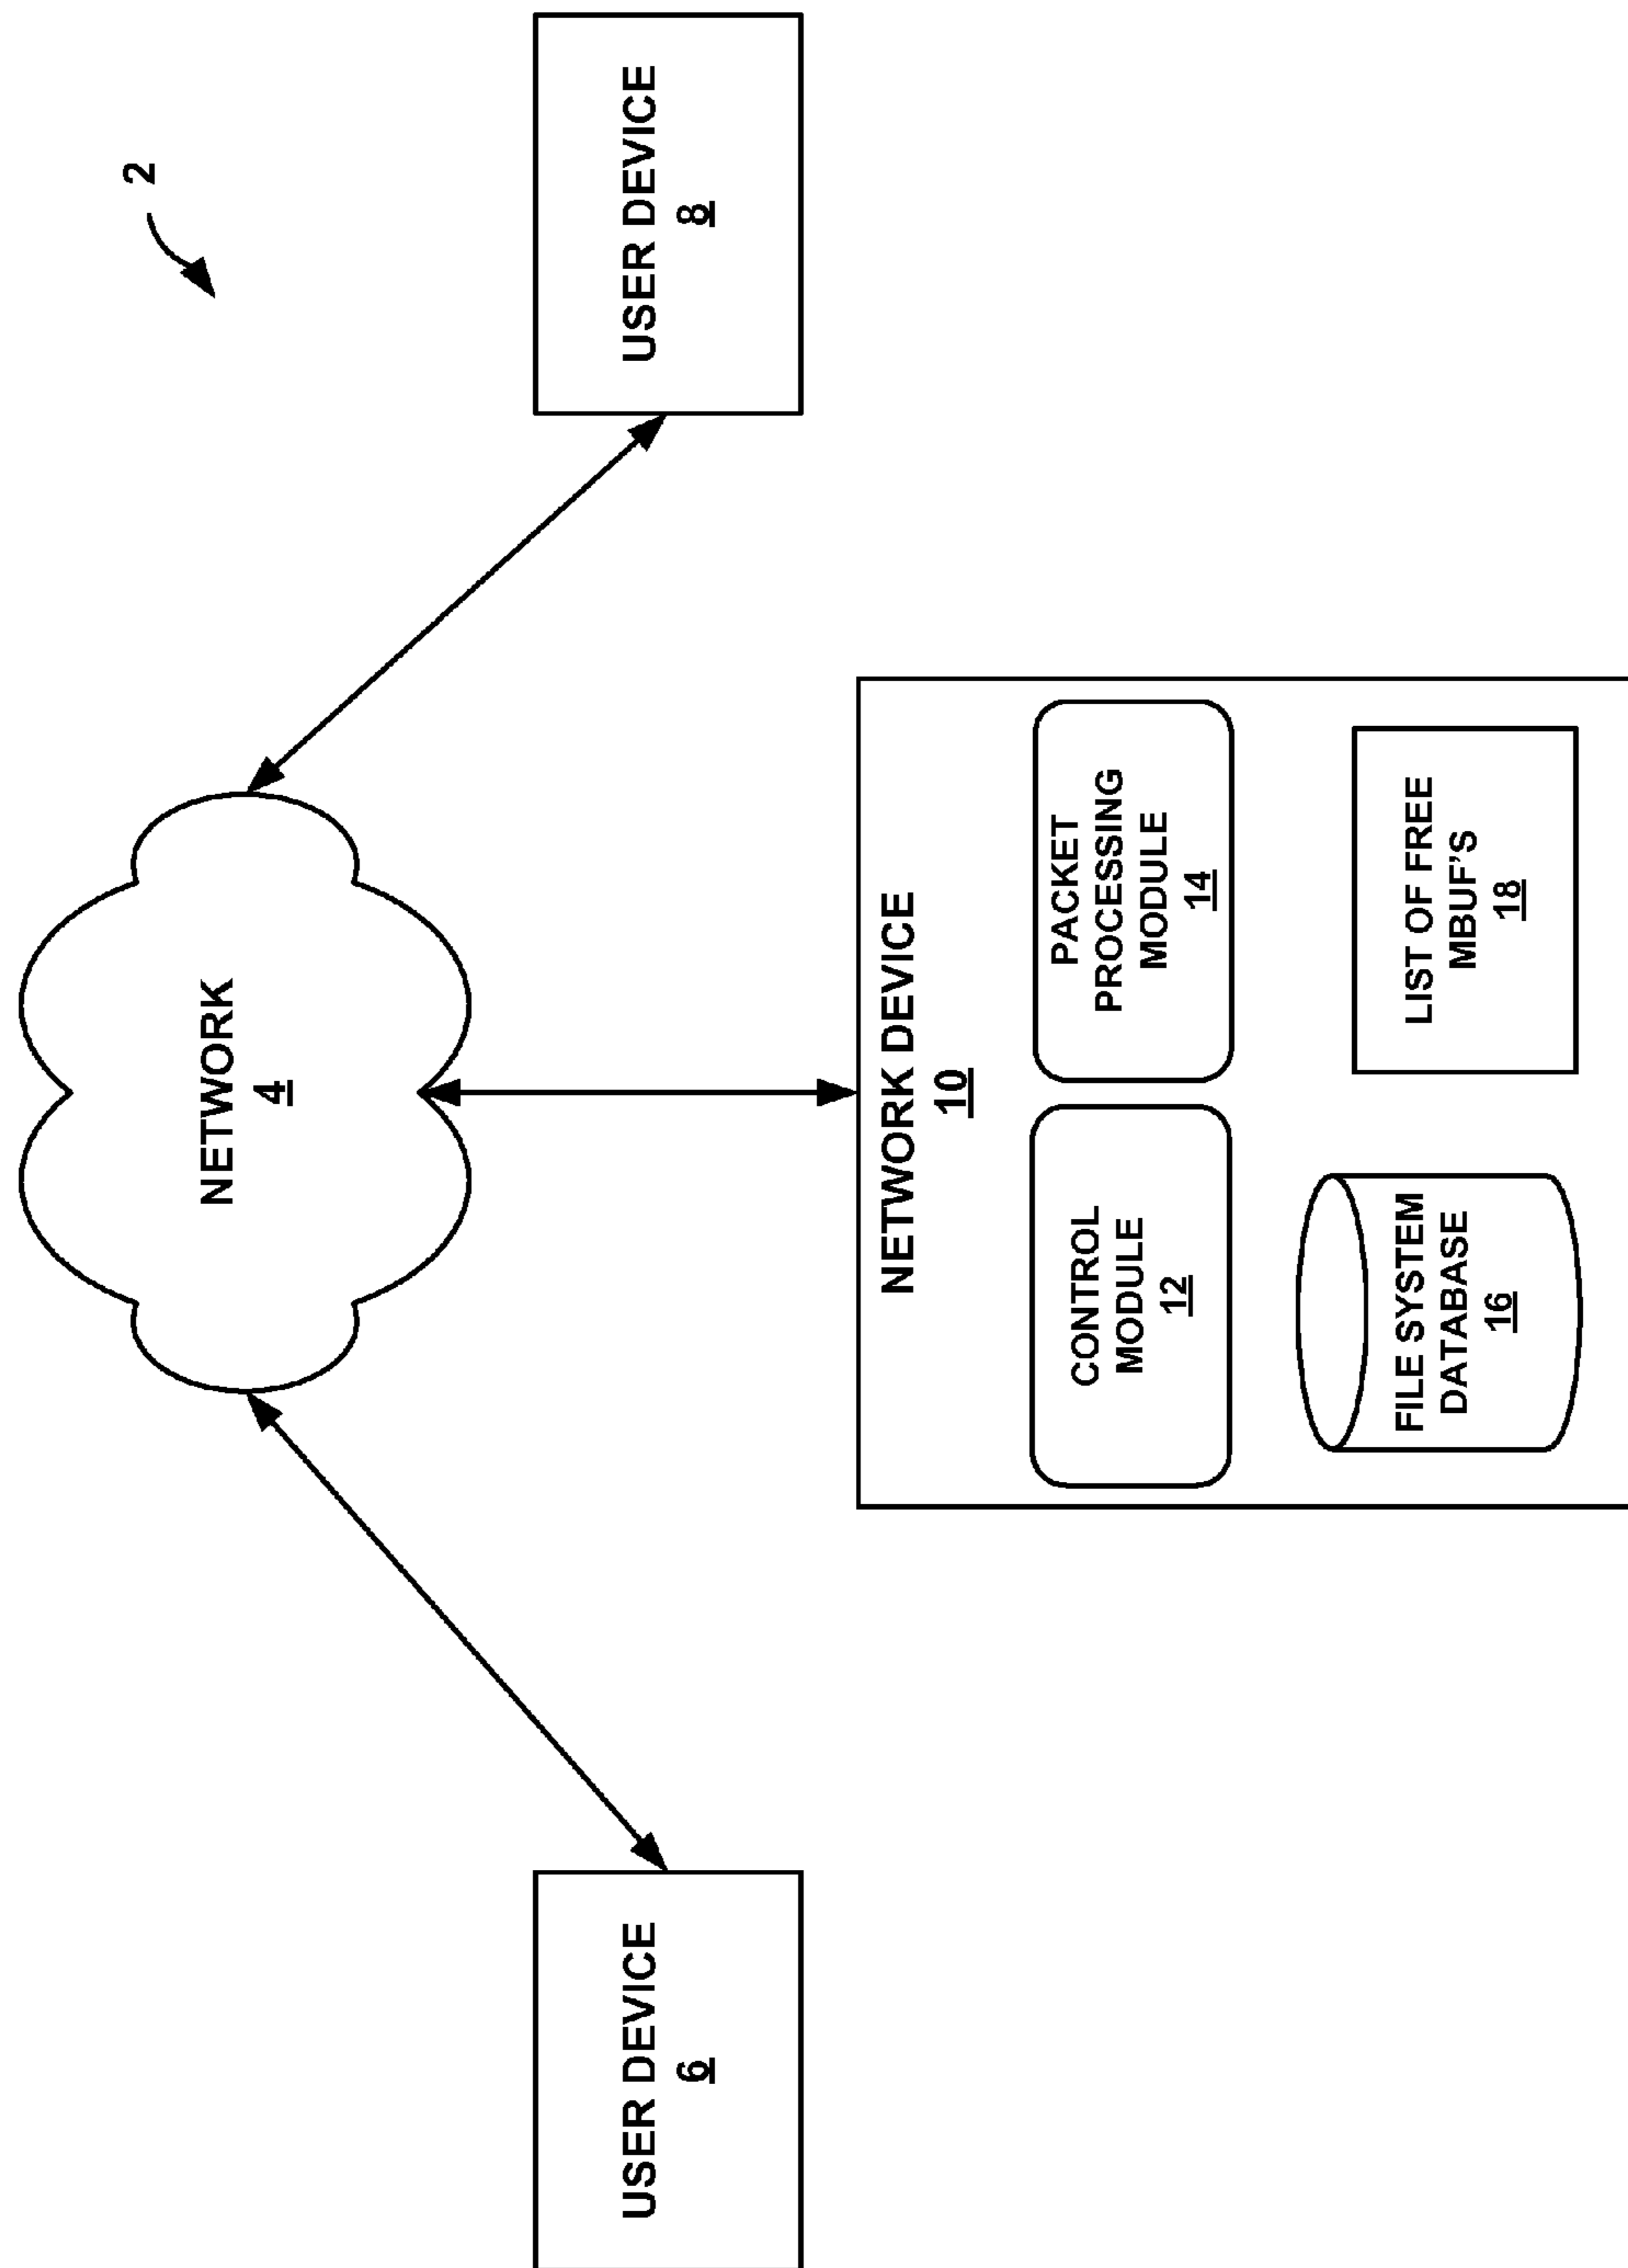 2
NETWORK
4
USER DEVICE
6
USER DEVICE
8
NETWORK DEVICE
10
CONTROL
MODULE
12
PACKET
PROCESSING
MODULE
14
FILE SYSTEM
DATABASE
16
LIST OF FREE
MBUF'S
18